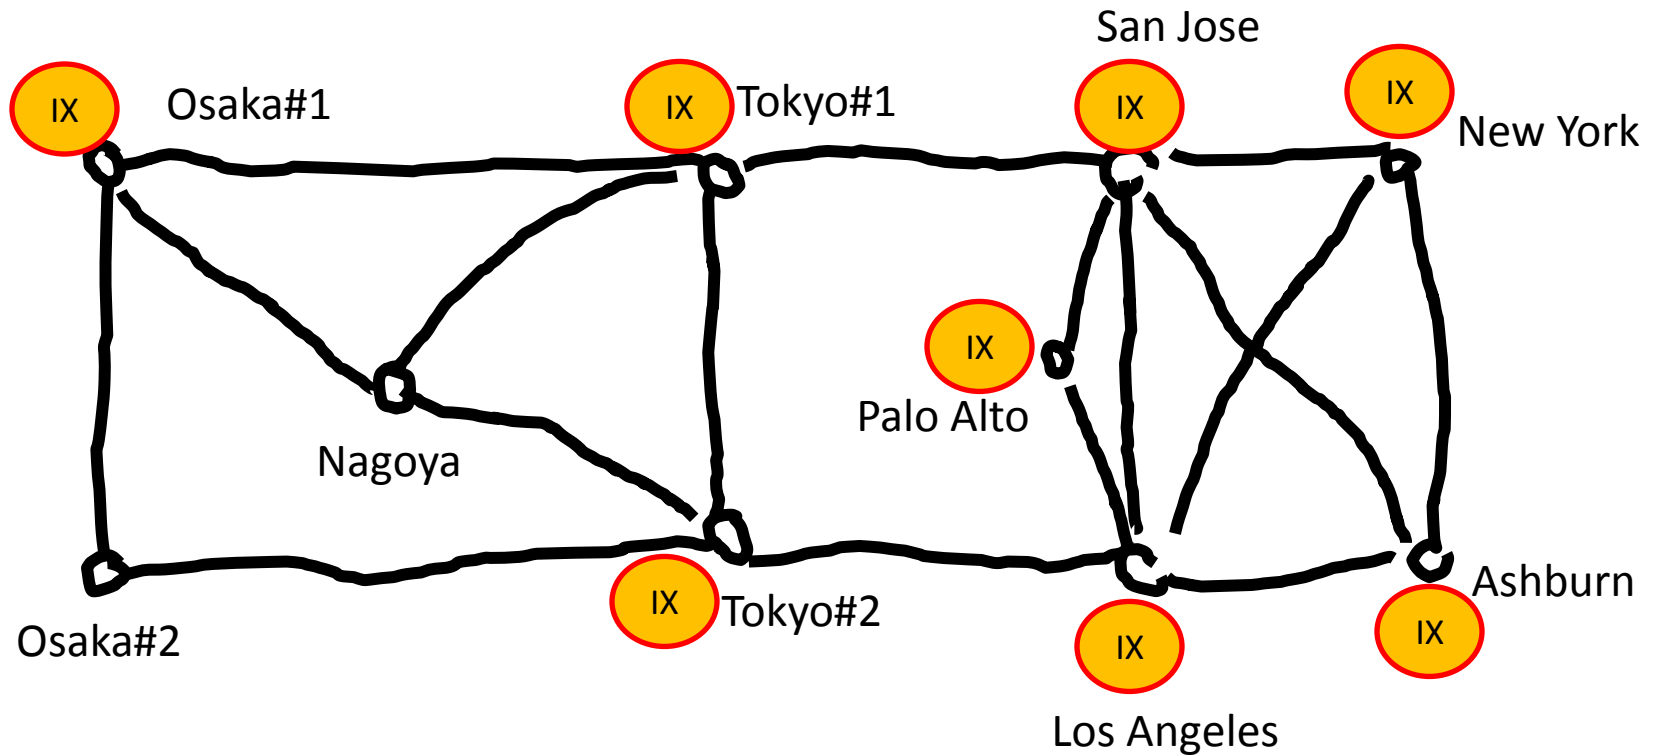 San Jose
IX
Osaka#1
IX
Tokyo#1
IX
IX
New York
IX
Palo Alto
Nagoya
Osaka#2
IX
Tokyo#2
IX
Los Angeles
IX
Ashburn